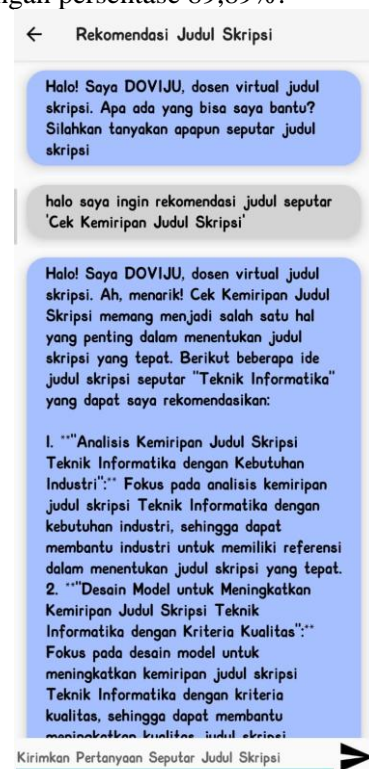 ← Rekomendasi Judul Skripsi
Halo! Saya DOVIJU, dosen virtual judul
skripsi. Apa ada yang bisa saya bantu?
Silahkan tanyakan apapun seputar judul
skripsi
halo saya ingin rekomendasi judul seputar
'Cek Kemiripan Judul Skripsi'
Halo! Saya DOVIJU, dosen virtual judul
skripsi. Ah, menarik! Cek Kemiripan Judul
Skripsi memang menjadi salah satu hal
yang penting dalam menentukan judul
skripsi yang tepat. Berikut beberapa ide
judul skripsi seputar "Teknik Informatika"
yang dapat saya rekomendasikan:
1. **"Analisis Kemiripan Judul Skripsi
Teknik Informatika dengan Kebutuhan
Industri":** Fokus pada analisis kemiripan
judul skripsi Teknik Informatika dengan
kebutuhan industri, sehingga dapat
membantu industri untuk memiliki referensi
dalam menentukan judul skripsi yang tepat.
2. **"Desain Model untuk Meningkatkan
Kemiripan Judul Skripsi Teknik
Informatika dengan Kriteria Kualitas":**
Fokus pada desain model untuk
meningkatkan kemiripan judul skripsi
Teknik Informatika dengan kriteria
kualitas, sehingga dapat membantu
meningkatkan kualitas judul skripsi
Kirimkan Pertanyaan Seputar Judul Skripsi